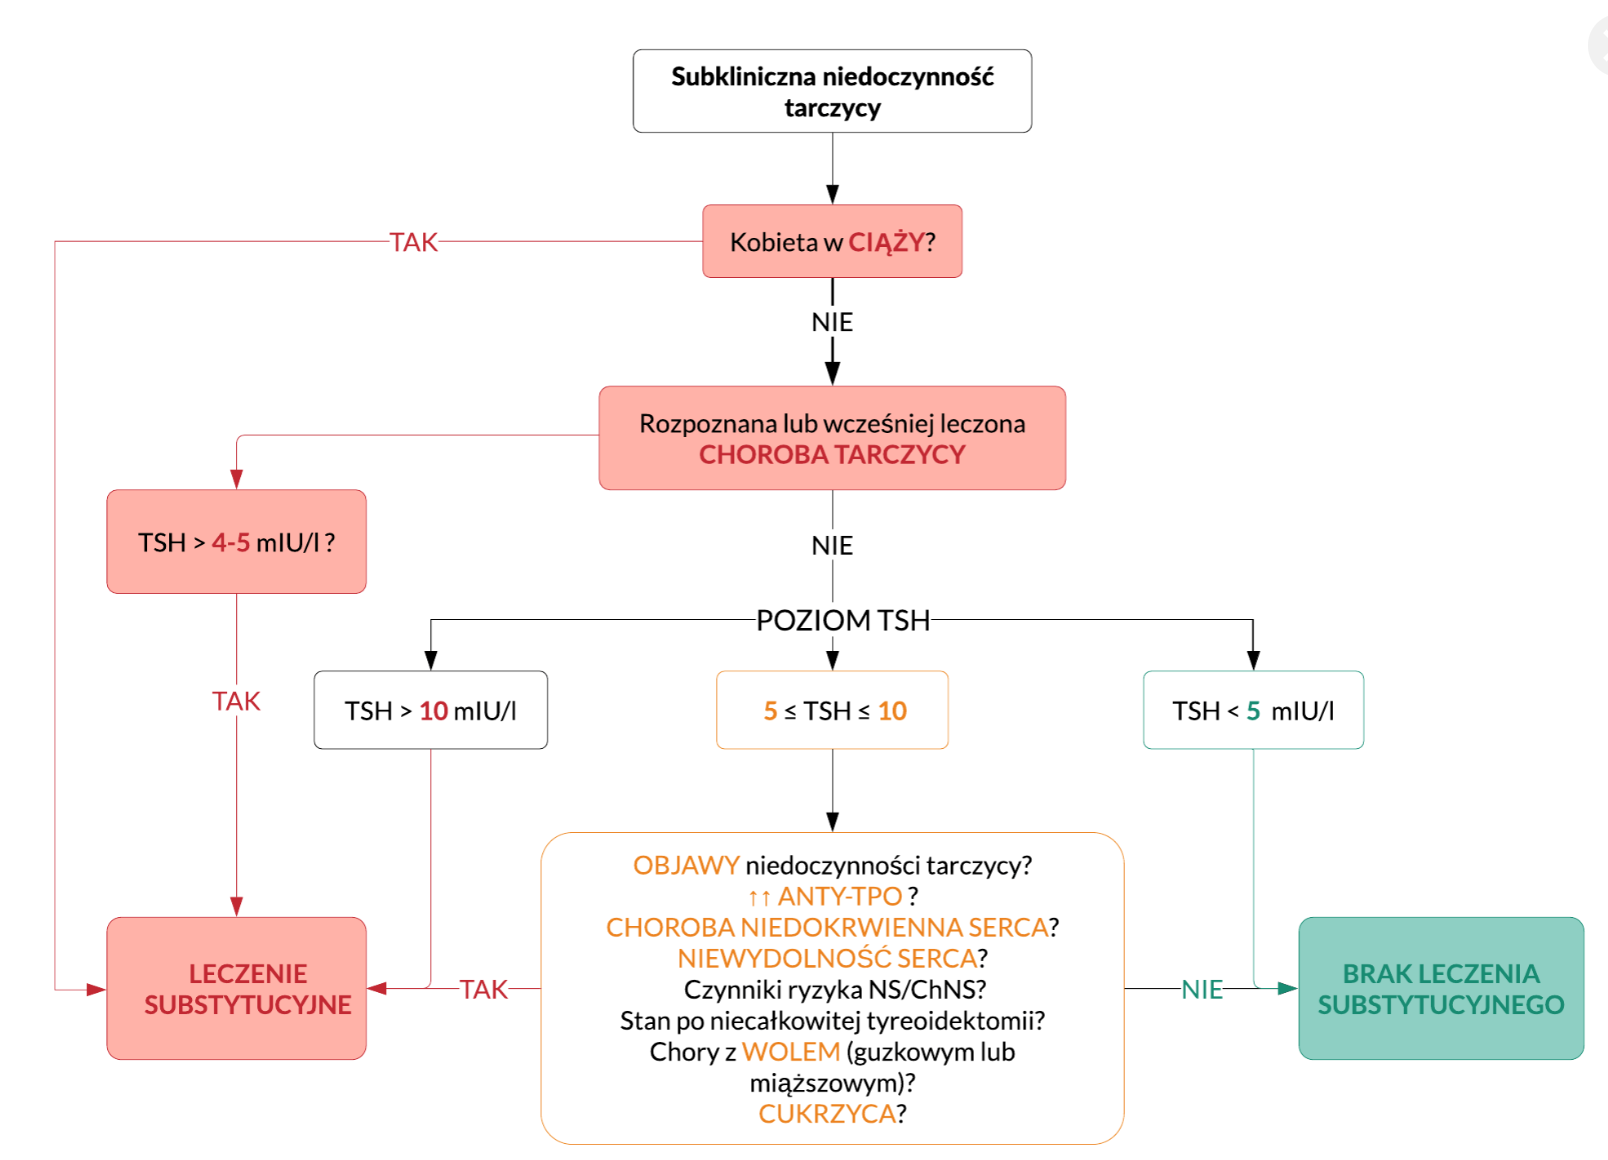 Subkliniczna niedoczynność
tarczycy
TAK
Kobieta w CIĄŻY?
NIE
Rozpoznana lub wcześniej leczona
CHOROBA TARCZYCY
TSH > 4-5 mIU/l ?
NIE
POZIOM TSH
TAK
TSH > 10 mIU/l
5 ≤ TSH ≤ 10
TSH < 5 mIU/l
OBJAWY niedoczynności tarczycy?
↑↑ ANTY-TPO ?
CHOROBA NIEDOKRWIENNA SERCA?
NIEWYDOLNOŚĆ SERCA?
Czynniki ryzyka NS/ChNS?
Stan po niecałkowitej tyreoidektomii?
Chory z WOLEM (guzkowym lub
miąższowym)?
CUKRZYCA?
LECZENIE
SUBSTYTUCYJNE
TAK
NIE
BRAK LECZENIA
SUBSTYTUCYJNEGO